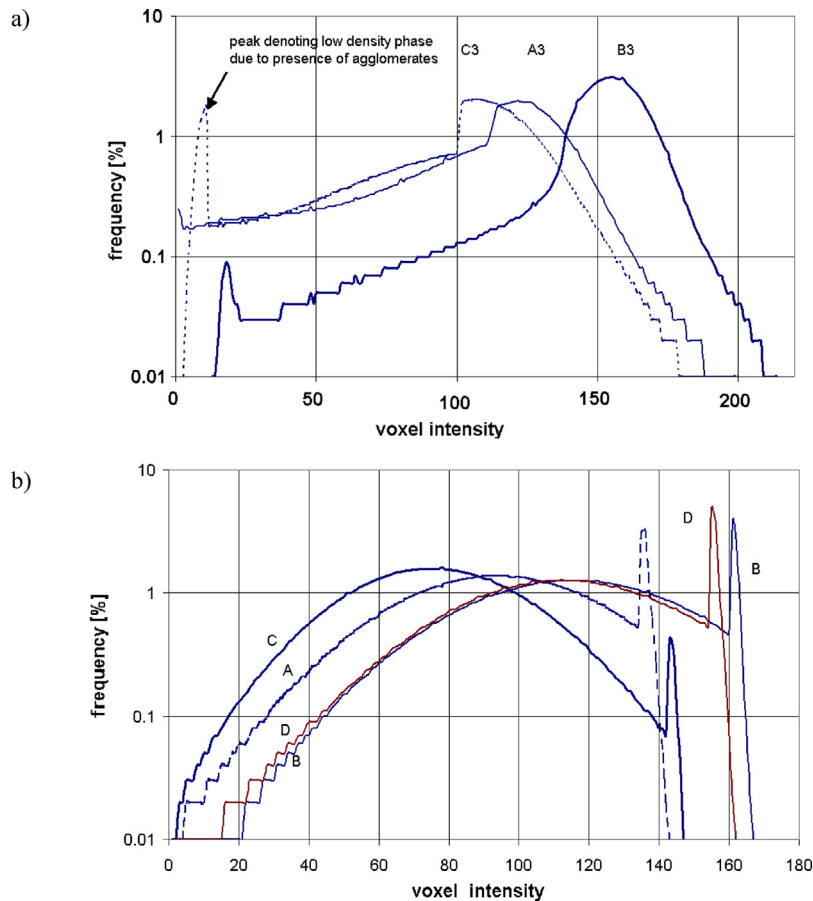 a)
peak denoting low density phase
due to presence of agglomerates
C3 A3 B3
10
1
0.1
0.01
frequency [%]
0 50 100 150 200
voxel intensity
b)
10
1
0.1
0.01
frequency [%]
D
B
C
A
D
B
0 20 40 60 80 100 120 140 160 180
voxel intensity